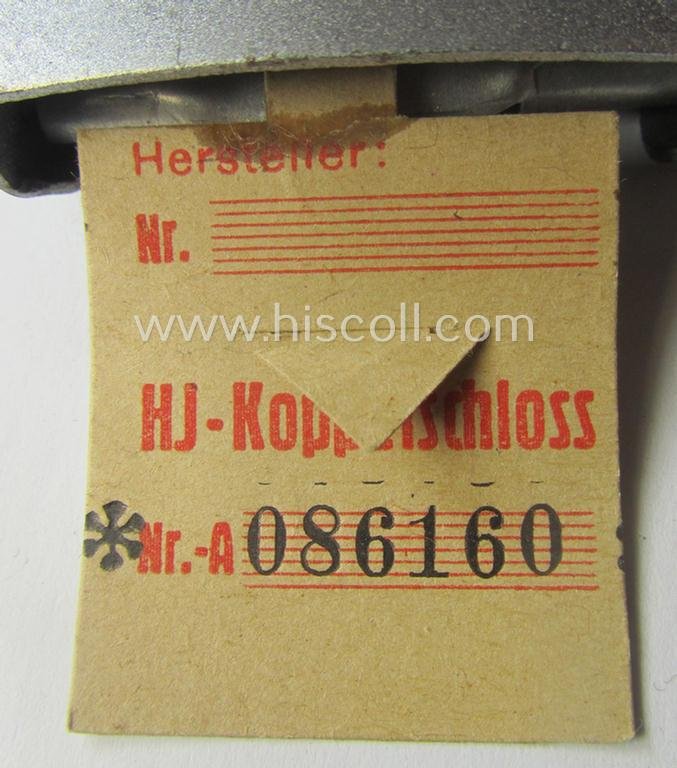 Hersteller:
Nr.
www.hiscoll.com
HJ-Koppelschloss
Nr.-A 086160